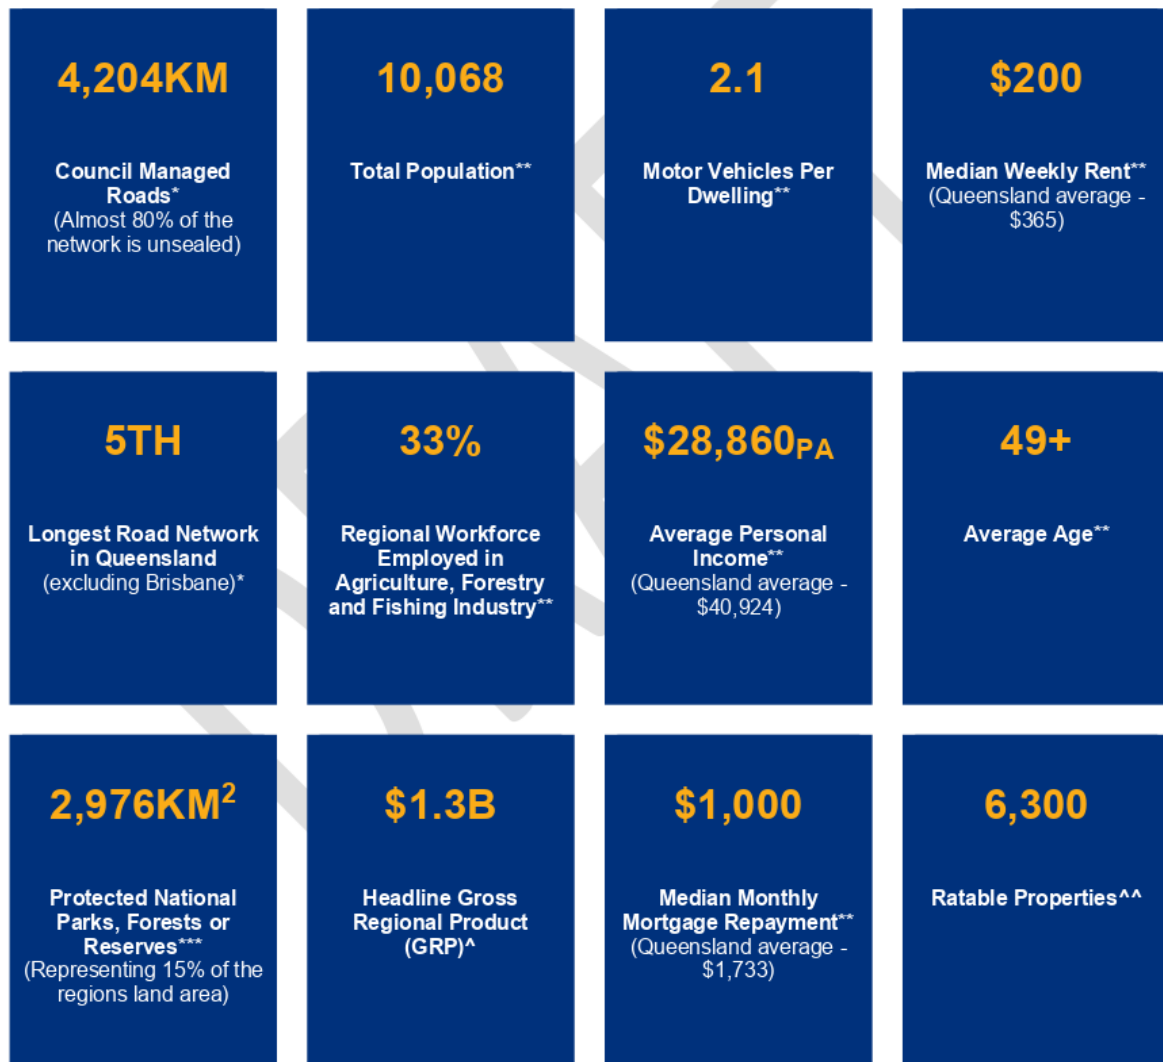 4,204KM
Council Managed
Roads*
(Almost 80% of the
network is unsealed)
10,068
Total Population**
2.1
Motor Vehicles Per
Dwelling**
$200
Median Weekly Rent**
(Queensland average -
$365)
5TH
Longest Road Network
in Queensland
(excluding Brisbane)*
33%
Regional Workforce
Employed in
Agriculture, Forestry
and Fishing Industry**
$28,860PA
Average Personal
Income**
(Queensland average -
$40,924)
49+
Average Age**
2,976KM²
Protected National
Parks, Forests or
Reserves***
(Representing 15% of the
regions land area)
$1.3B
Headline Gross
Regional Product
(GRP)^
$1,000
Median Monthly
Mortgage Repayment**
(Queensland average -
$1,733)
6,300
Ratable Properties^^